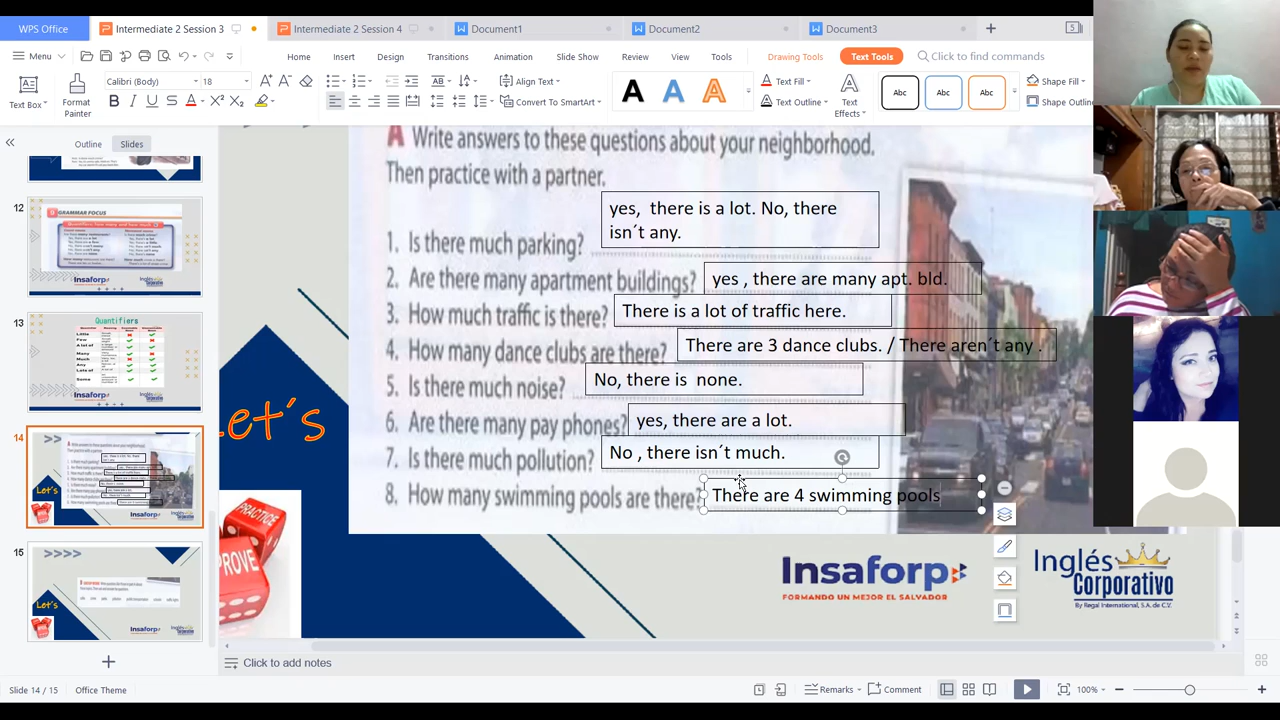 WPS Office
Intermediate 2 Session 3
Intermediate 2 Session 4
Document1
Document2
Document3
5
Menu
Home
Insert
Design
Transitions
Animation
Slide Show
Review
View
Tools
Drawing Tools
Text Tools
Click to find commands
Text Box
Format Painter
Calibri (Body)
18
Align Text
Convert To SmartArt
Text Fill
Text Outline
Text Effects
Abc
Abc
Abc
Shape Fill
Shape Outline
Outline
Slides
12
GRAMMAR FOCUS
13
Quantifiers
14
15
A Write answers to these questions about your neighborhood.
Then practice with a partner.
yes,  there is a lot. No, there
isn´t any.
1. Is there much parking?
2. Are there many apartment buildings? yes , there are many apt. bld.
3. How much traffic is there? There is a lot of traffic here.
4. How many dance clubs are there? There are 3 dance clubs. / There aren´t any .
5. Is there much noise? No, there is  none.
6. Are there many pay phones? yes, there are a lot.
7. Is there much pollution? No , there isn´t much.
8. How many swimming pools are there? There are 4 swimming pools
Let´s
PRACTICE
IMPROVE
Insaforp
FORMANDO UN MEJOR EL SALVADOR
Inglés
Corporativo
By Regal International, S.A. de C.V.
Click to add notes
Slide 14 / 15
Office Theme
Remarks
Comment
100%